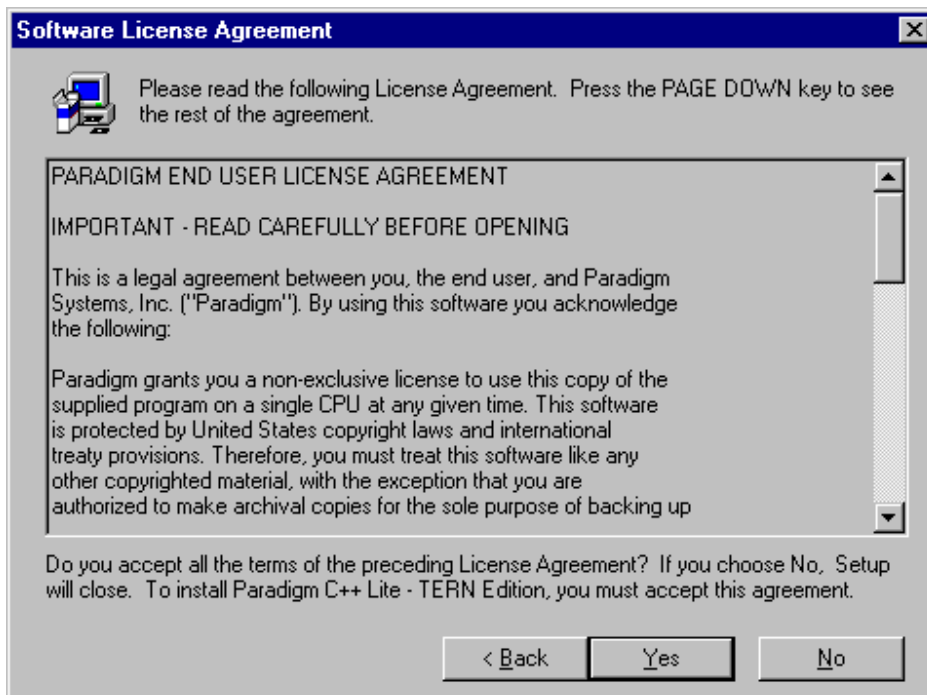 Software License Agreement
Please read the following License Agreement. Press the PAGE DOWN key to see
the rest of the agreement.
PARADIGM END USER LICENSE AGREEMENT
IMPORTANT - READ CAREFULLY BEFORE OPENING
This is a legal agreement between you, the end user, and Paradigm
Systems, Inc. ("Paradigm"). By using this software you acknowledge
the following:
Paradigm grants you a non-exclusive license to use this copy of the
supplied program on a single CPU at any given time. This software
is protected by United States copyright laws and international
treaty provisions. Therefore, you must treat this software like any
other copyrighted material, with the exception that you are
authorized to make archival copies for the sole purpose of backing up
Do you accept all the terms of the preceding License Agreement? If you choose No, Setup
will close. To install Paradigm C++ Lite - TERN Edition, you must accept this agreement.
< Back Yes No